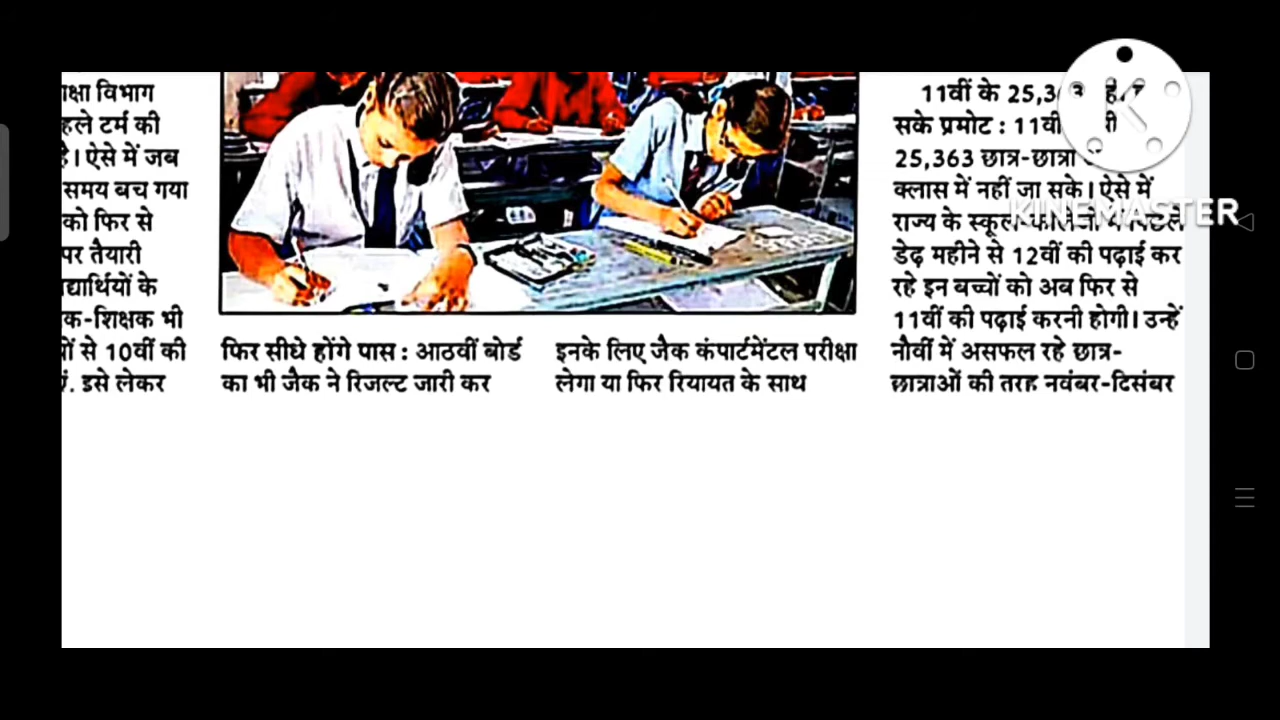 क्षा विभाग
हले टर्म की
है। ऐसे में जब
समय बच गया
को फिर से
पर तैयारी
द्यार्थियों के
क-शिक्षक भी
से 10वीं की
इसे लेकर
फिर सीधे होंगे पास : आठवीं बोर्ड
का भी जैक ने रिजल्ट जारी कर
इनके लिए जैक कंपार्टमेंटल परीक्षा
लेगा या फिर रियायत के साथ
11वीं के
सके प्रमोट : 11वीं
25,363 छात्र-छात्रा
क्लास में नहीं जा सके। ऐसे में
राज्य के
डेढ़ महीने से 12वीं की पढ़ाई कर
रहे इन बच्चों को अब फिर से
11वीं की पढ़ाई करनी होगी। उन्हें
नौवीं में असफल रहे छात्र-
छात्राओं की तरह नवंबर-दिसंबर
KINEMASTER